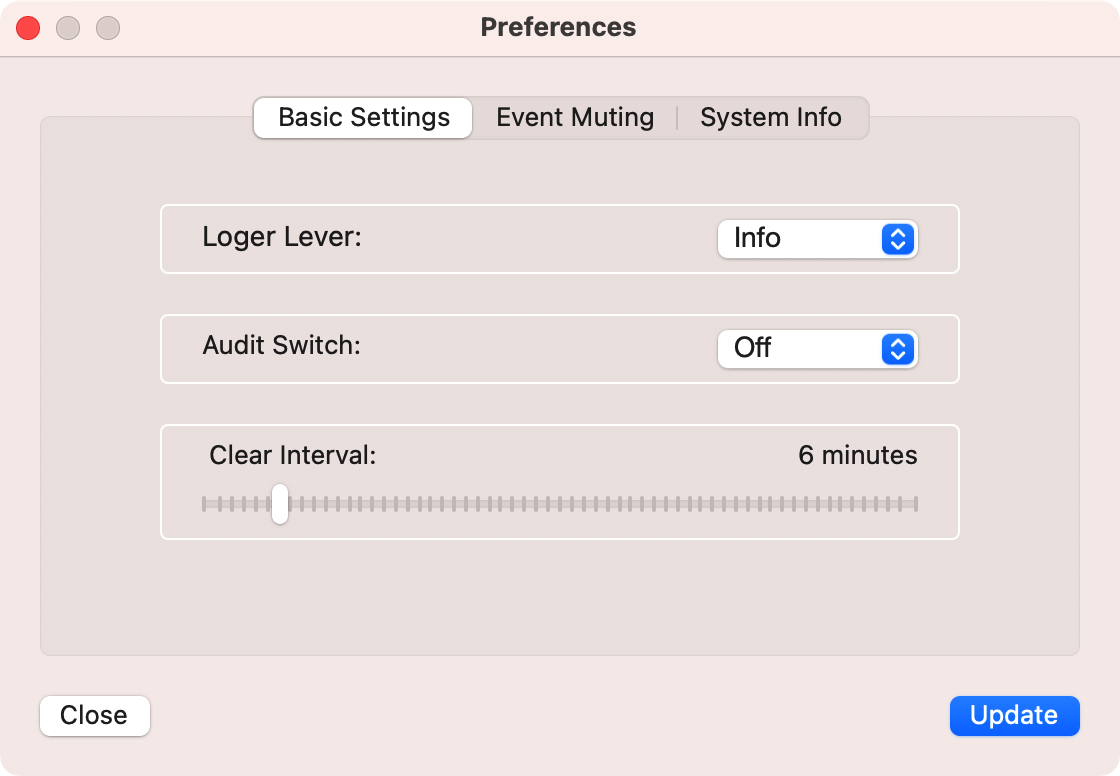 Preferences
Basic Settings Event Muting System Info
Loger Lever: Info
Audit Switch: Off
Clear Interval: 6 minutes
Close Update